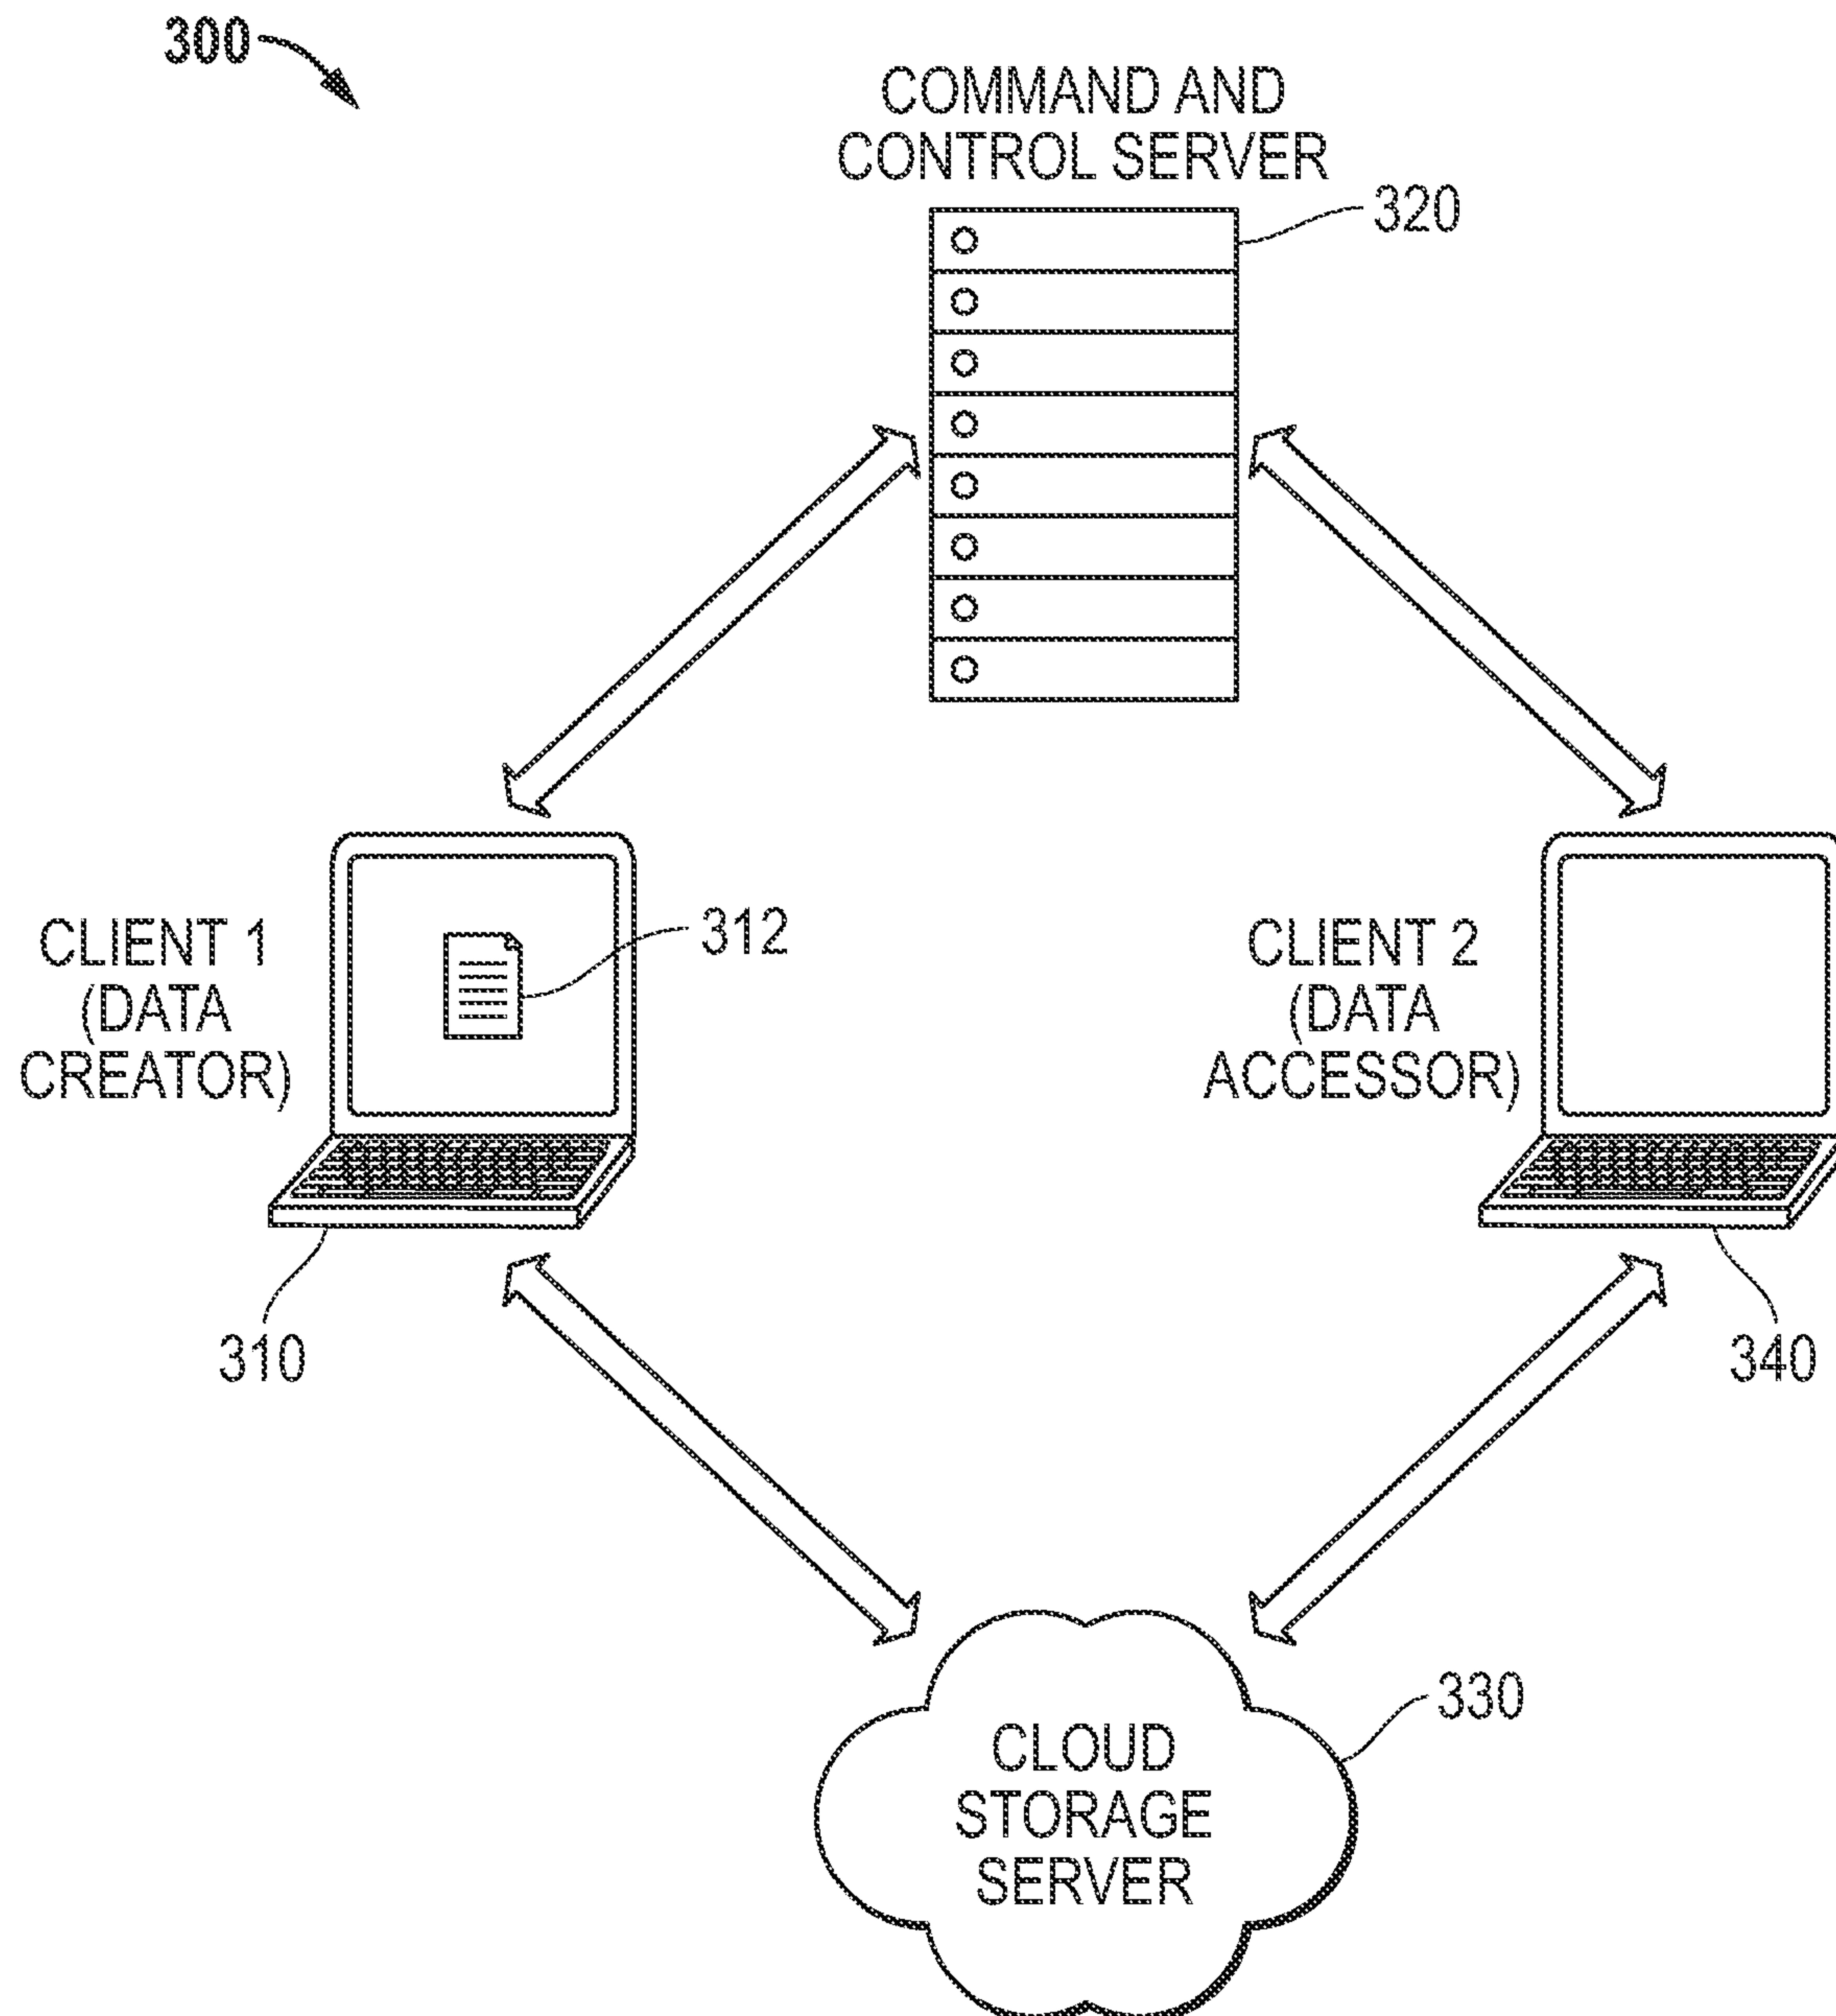 300
COMMAND AND
CONTROL SERVER
320
CLIENT 1
(DATA
CREATOR)
312
CLIENT 2
(DATA
ACCESSOR)
310
340
330
CLOUD
STORAGE
SERVER